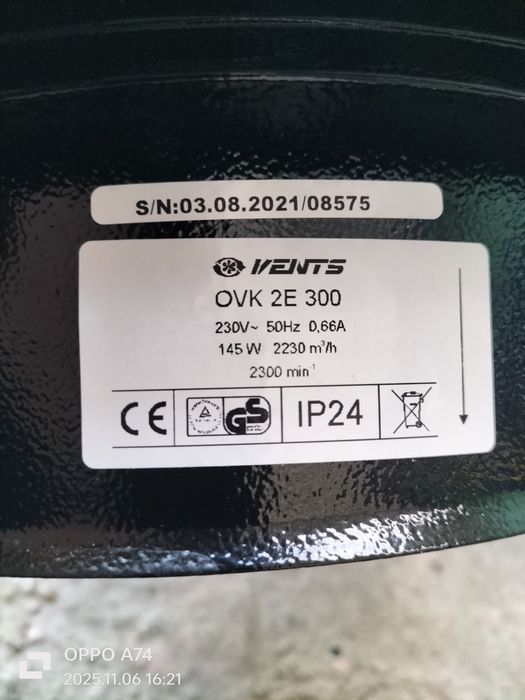 S/N:03.08.2021/08575
VENTS
OVK 2E 300
230V~ 50Hz 0,66A
145 W 2230 m³/h
2300 min⁻¹
CE GS IP24
OPPO A74
2025.11.06 16:21